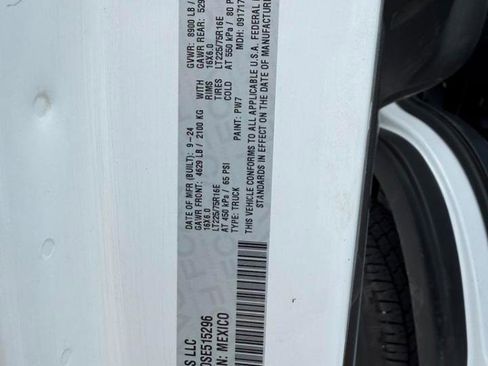 DATE OF MFR (BUILT): 9-24 GVWR: 8900 LB /
GAWR FRONT: 4629 LB / 2100 KG WITH GAWR REAR: 529
16X6.0 RIMS 16X6.0
LT225/75R16E TIRES LT225/75R16E
AT 450 kPa / 65 PSI COLD AT 550 kPa / 80 P
TYPE: TRUCK PAINT: PW7 MDH: 09171
THIS VEHICLE CONFORMS TO ALL APPLICABLE U.S.A. FEDERAL
STANDARDS IN EFFECT ON THE DATE OF MANUFACTUR
S LLC
SE515296
N: MEXICO